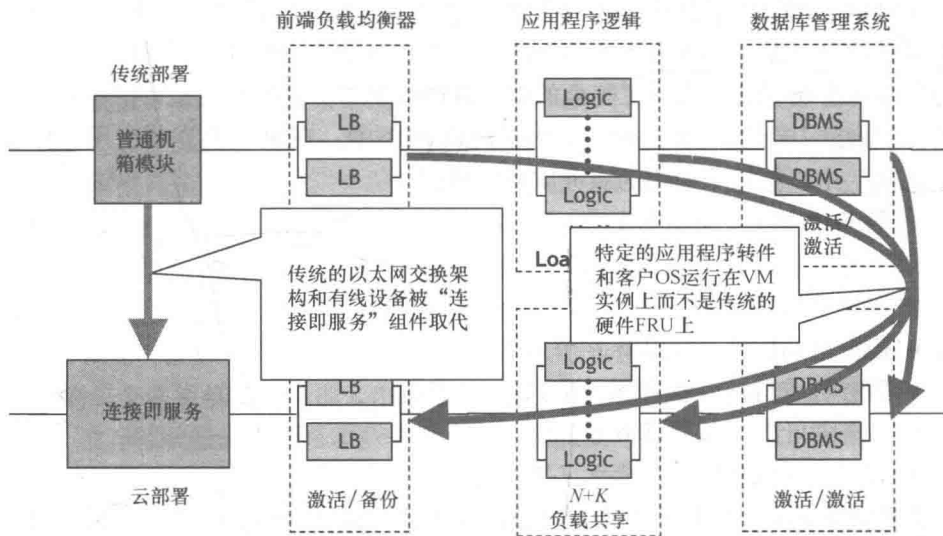 前端负载均衡器
应用程序逻辑
数据库管理系统
传统部署
普通机
箱模块
LB
LB
Logic
Logic
DBMS
DBMS
激活/
激活
Loa
传统的以太网交换架
构和有线设备被“连
接即服务”组件取代
特定的应用程序转件
和客户OS运行在VM
实例上而不是传统的
硬件FRU上
连接即服务
云部署
LB
LB
激活/备份
Logic
Logic
N+K
负载共享
DBMS
DBMS
激活/激活